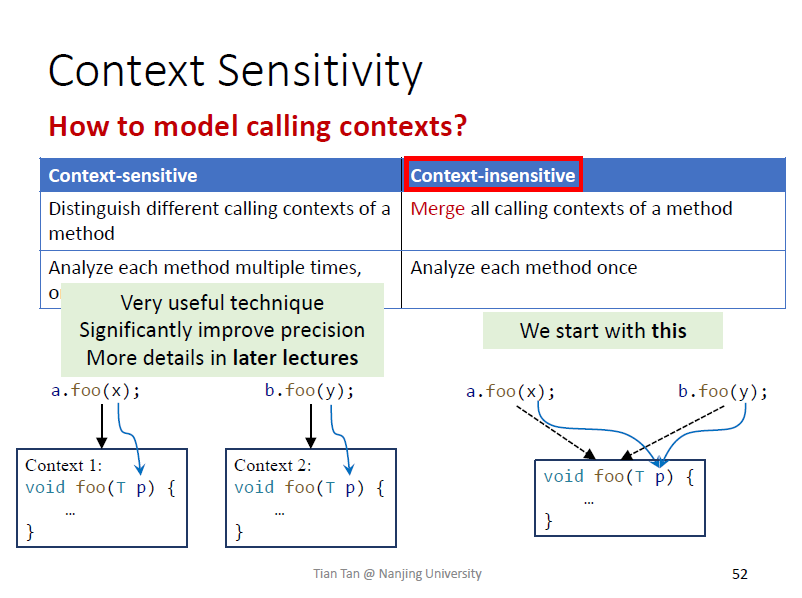 Context Sensitivity
How to model calling contexts?
Context-sensitive
Context-insensitive
Distinguish different calling contexts of a
method
Merge all calling contexts of a method
Analyze each method multiple times,
Analyze each method once
Very useful technique
Significantly improve precision
More details in later lectures
We start with this
a.foo(x);
b.foo(y);
a.foo(x);
b.foo(y);
Context 1:
void foo(T p) {
…
}
Context 2:
void foo(T p) {
…
}
void foo(T p) {
…
}
Tian Tan @ Nanjing University
52